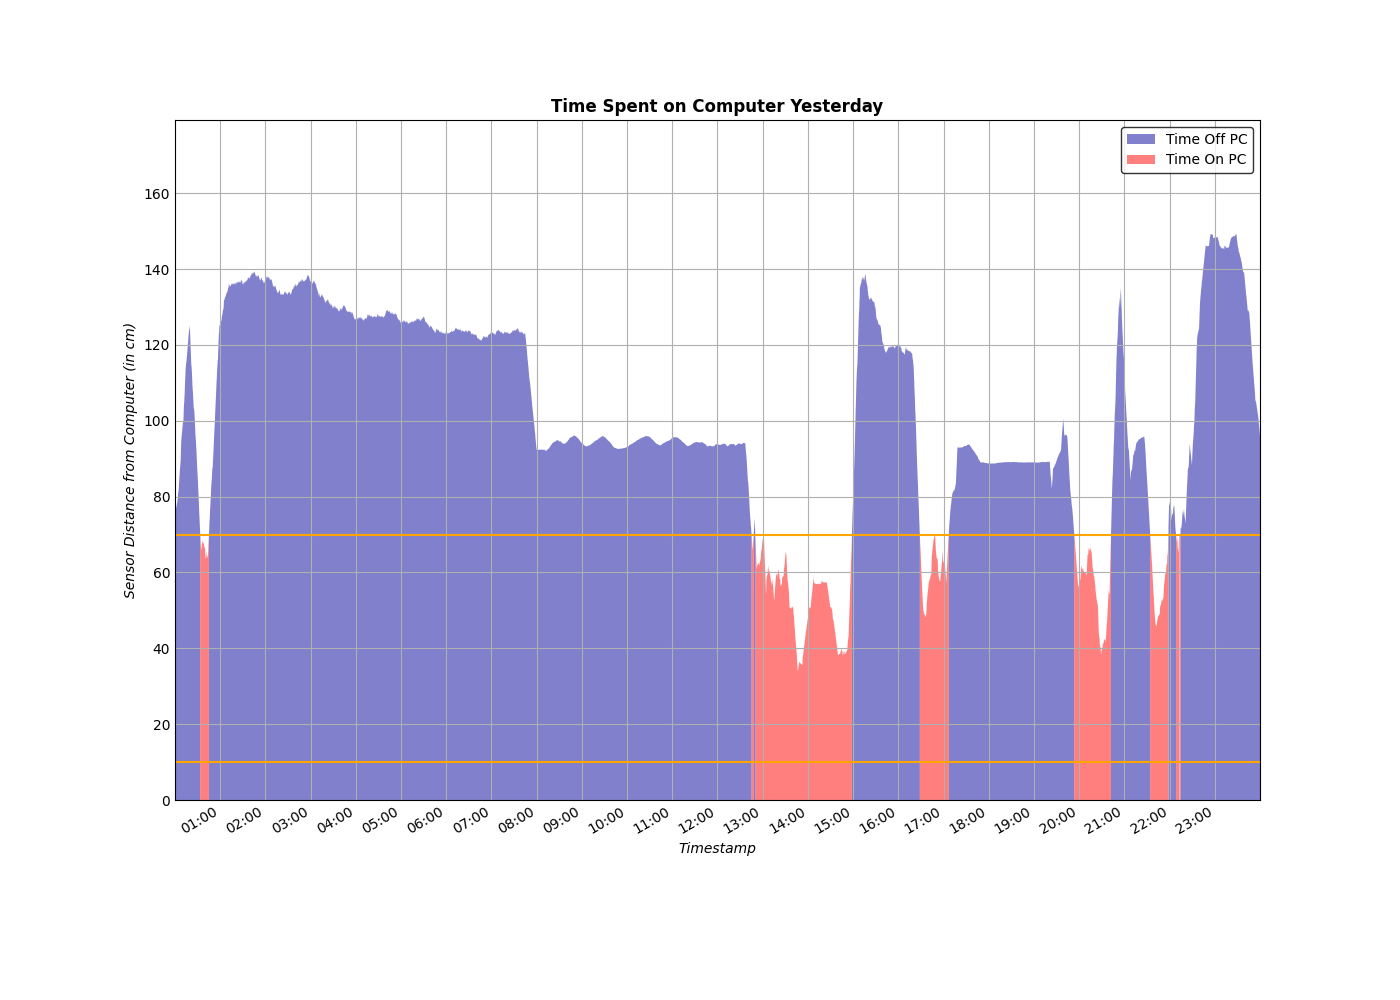 Time Spent on Computer Yesterday
Time Off PC
Time On PC
Sensor Distance from Computer (in cm)
160
140
120
100
80
60
40
20
0
01:00 02:00 03:00 04:00 05:00 06:00 07:00 08:00 09:00 10:00 11:00 12:00 13:00 14:00 15:00 16:00 17:00 18:00 19:00 20:00 21:00 22:00 23:00
Timestamp